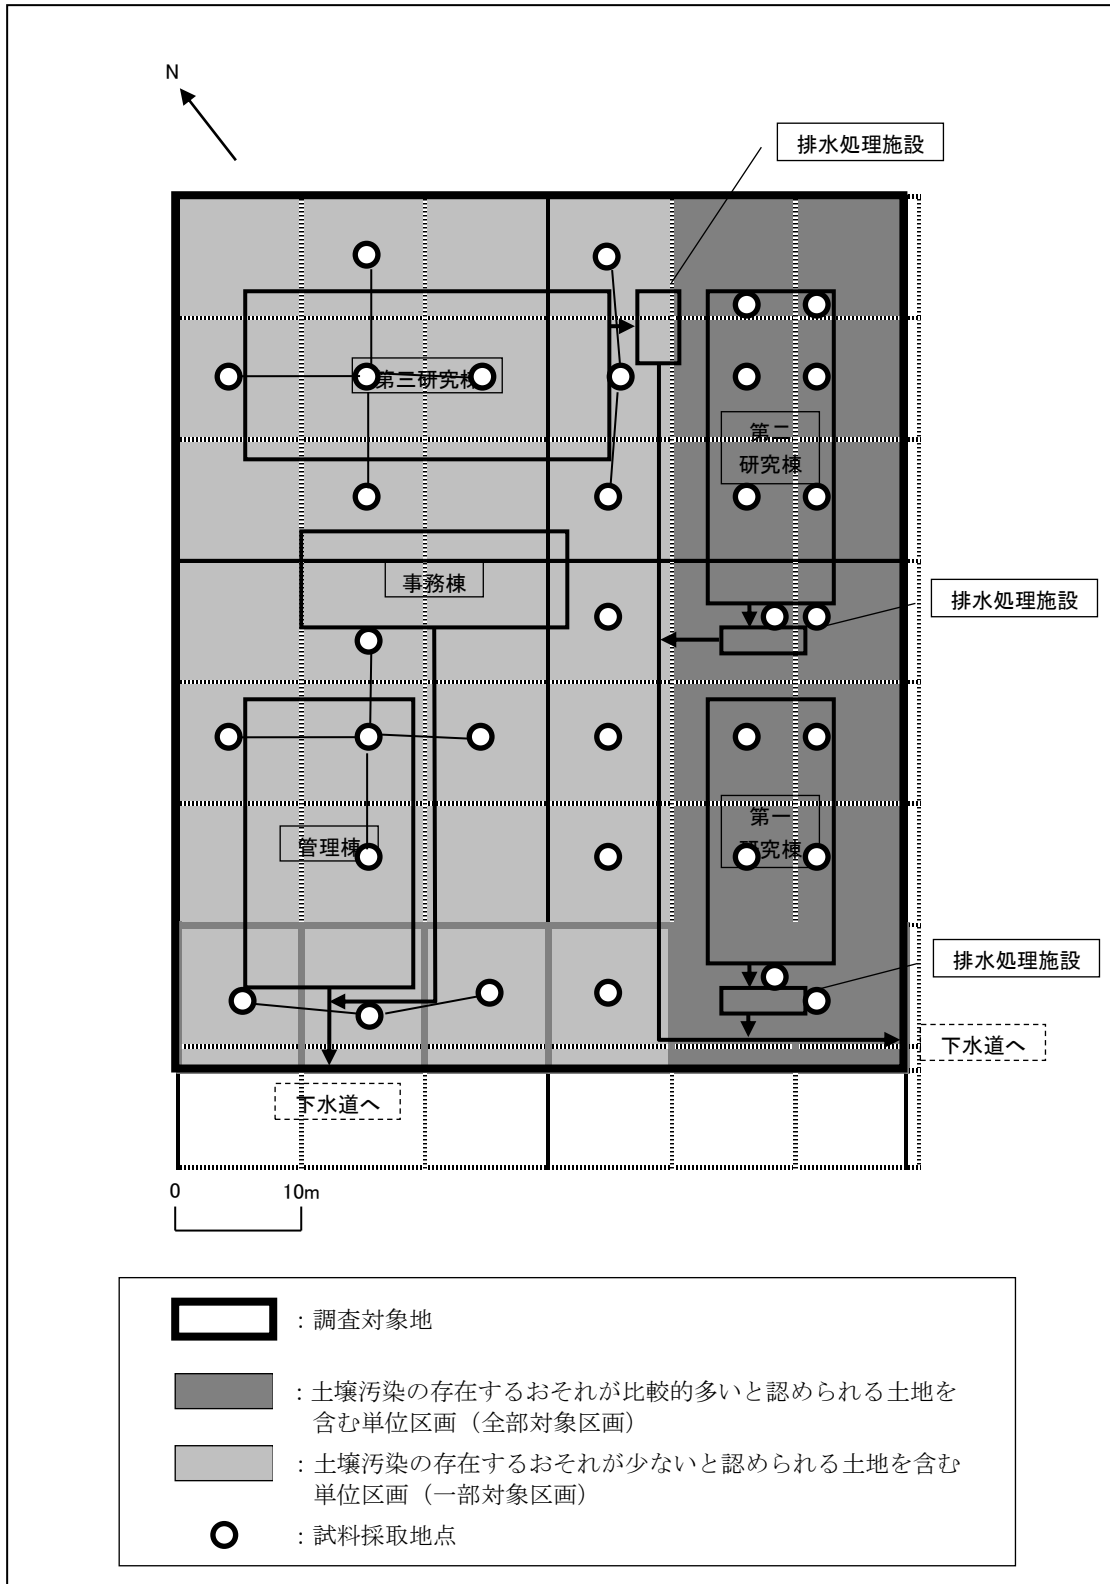 N
排水処理施設
第三研究棟
第二
研究棟
事務棟
排水処理施設
第一
研究棟
管理棟
排水処理施設
下水道へ
下水道へ
0 10m
：調査対象地
：土壌汚染の存在するおそれが比較的多いと認められる土地を
含む単位区画（全部対象区画）
：土壌汚染の存在するおそれが少ないと認められる土地を含む
単位区画（一部対象区画）
：試料採取地点